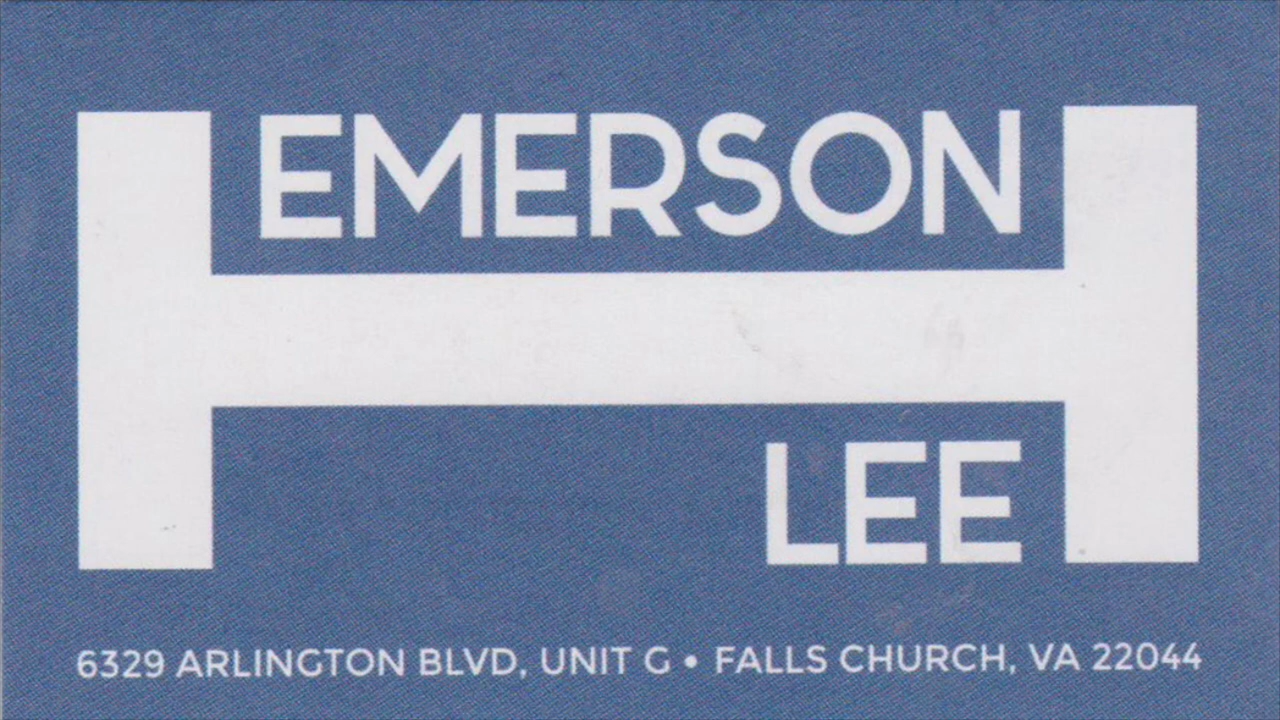 EMERSON
LEE
6329 ARLINGTON BLVD, UNIT G • FALLS CHURCH, VA 22044